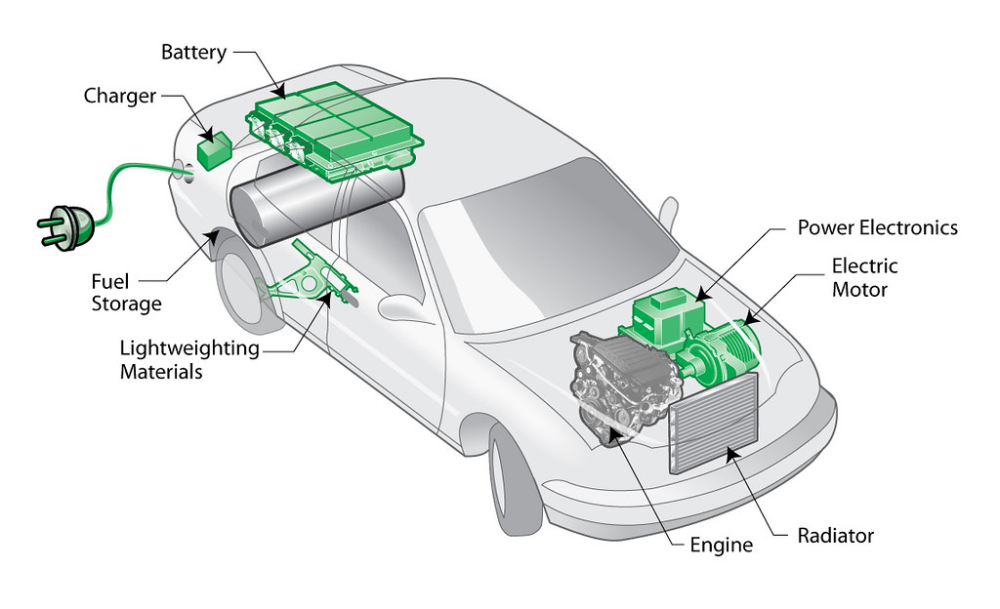 Battery
Charger
Power Electronics
Electric
Motor
Fuel
Storage
Lightweighting
Materials
Engine
Radiator